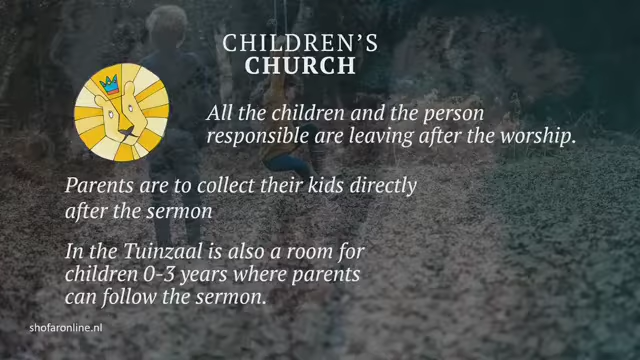 CHILDREN'S
CHURCH
All the children and the person
responsible are leaving after the worship.
Parents are to collect their kids directly
after the sermon
In the Tuinzaal is also a room for
children 0-3 years where parents
can follow the sermon.
shofaronline.nl